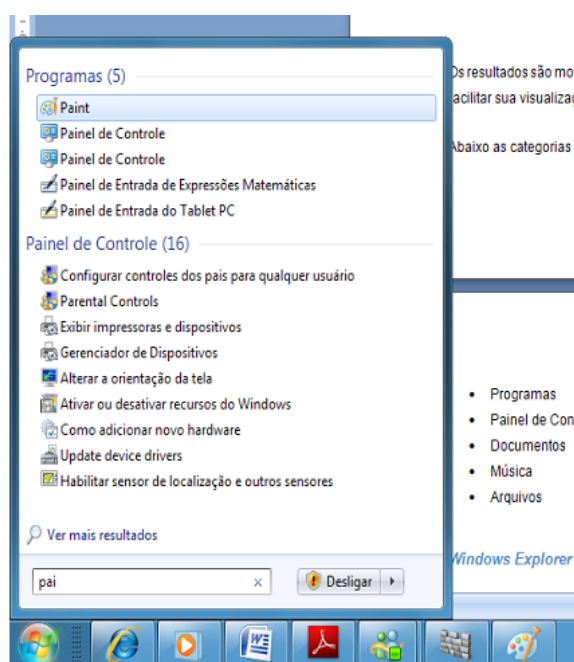 Programas (5)
Paint
Painel de Controle
Painel de Controle
Painel de Entrada de Expressões Matemáticas
Painel de Entrada do Tablet PC
Painel de Controle (16)
Configurar controles dos pais para qualquer usuário
Parental Controls
Exibir impressoras e dispositivos
Gerenciador de Dispositivos
Alterar a orientação da tela
Ativar ou desativar recursos do Windows
Como adicionar novo hardware
Update device drivers
Habilitar sensor de localização e outros sensores
Ver mais resultados
pai
Desligar
Os resultados são mo
acilitar sua visualiza
Abaixo as categorias
• Programas
• Painel de Con
• Documentos
• Música
• Arquivos
Windows Explorer